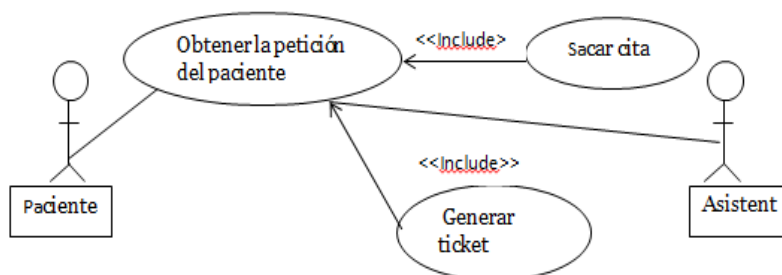 Obtener la petición
del paciente
<<Include>
Sacar cita
<<Include>>
Paciente
Generar
ticket
Asistent